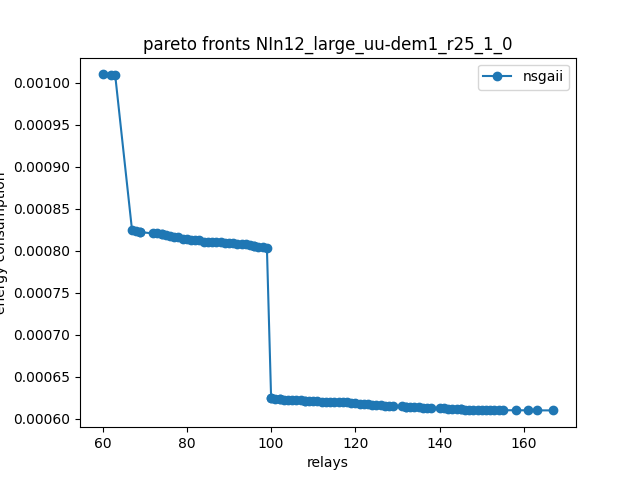 pareto fronts NIn12_large_uu-dem1_r25_1_0
nsgaii
0.00100
0.00095
0.00090
0.00085
0.00080
0.00075
0.00070
0.00065
0.00060
energy consumption
60 80 100 120 140 160
relays